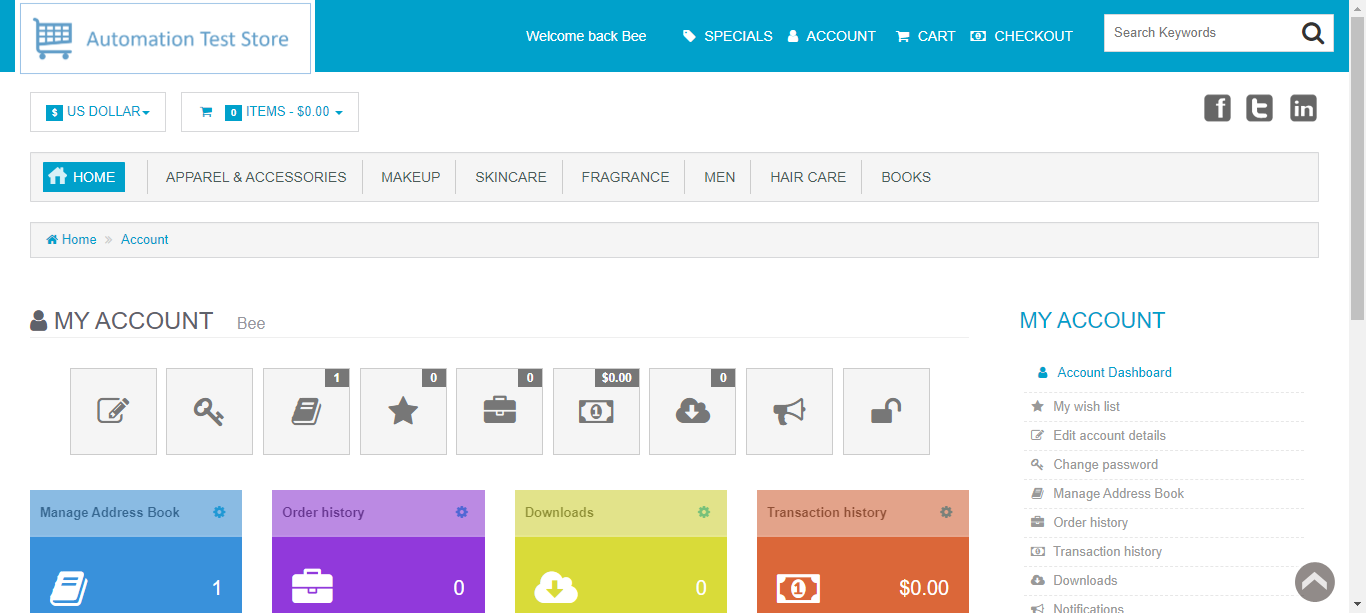 Automation Test Store
Welcome back Bee
SPECIALS
ACCOUNT
CART
CHECKOUT
Search Keywords
$ US DOLLAR
0 ITEMS - $0.00
f t in
HOME
APPAREL & ACCESSORIES
MAKEUP
SKINCARE
FRAGRANCE
MEN
HAIR CARE
BOOKS
Home » Account
MY ACCOUNT Bee
1
0
0
$0.00
0
1
Manage Address Book
1
Order history
0
Downloads
0
Transaction history
1
$0.00
MY ACCOUNT
Account Dashboard
My wish list
Edit account details
Change password
Manage Address Book
Order history
Transaction history
Downloads
Notifications